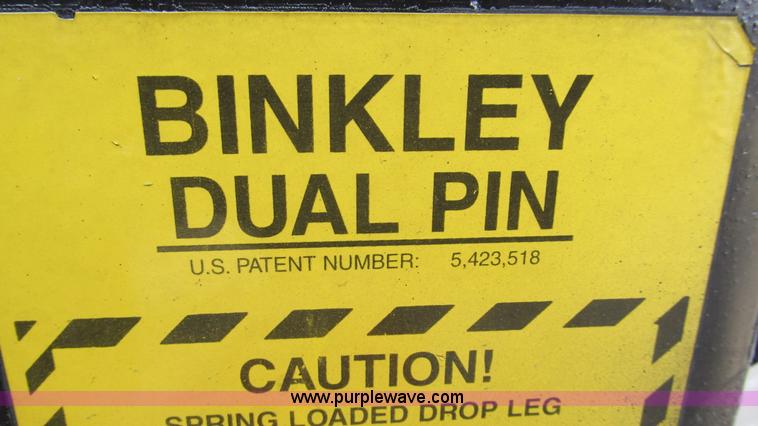 BINKLEY
DUAL PIN
U.S. PATENT NUMBER: 5,423,518
CAUTION!
www.purplewave.com
SPRING LOADED DROP LEG